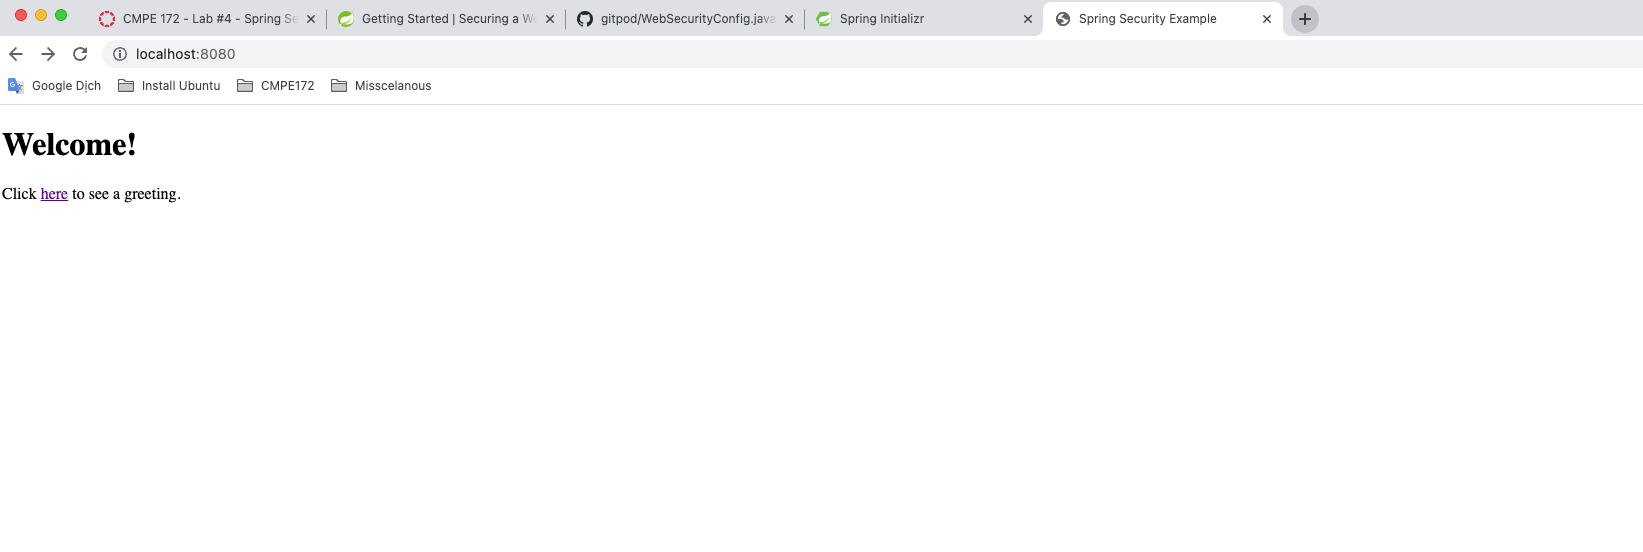 CMPE 172 - Lab #4 - Spring Se
Getting Started | Securing a We
gitpod/WebSecurityConfig.java
Spring Initializr
Spring Security Example
localhost:8080
Google Dịch
Install Ubuntu
CMPE172
Misscelanous
Welcome!
Click here to see a greeting.